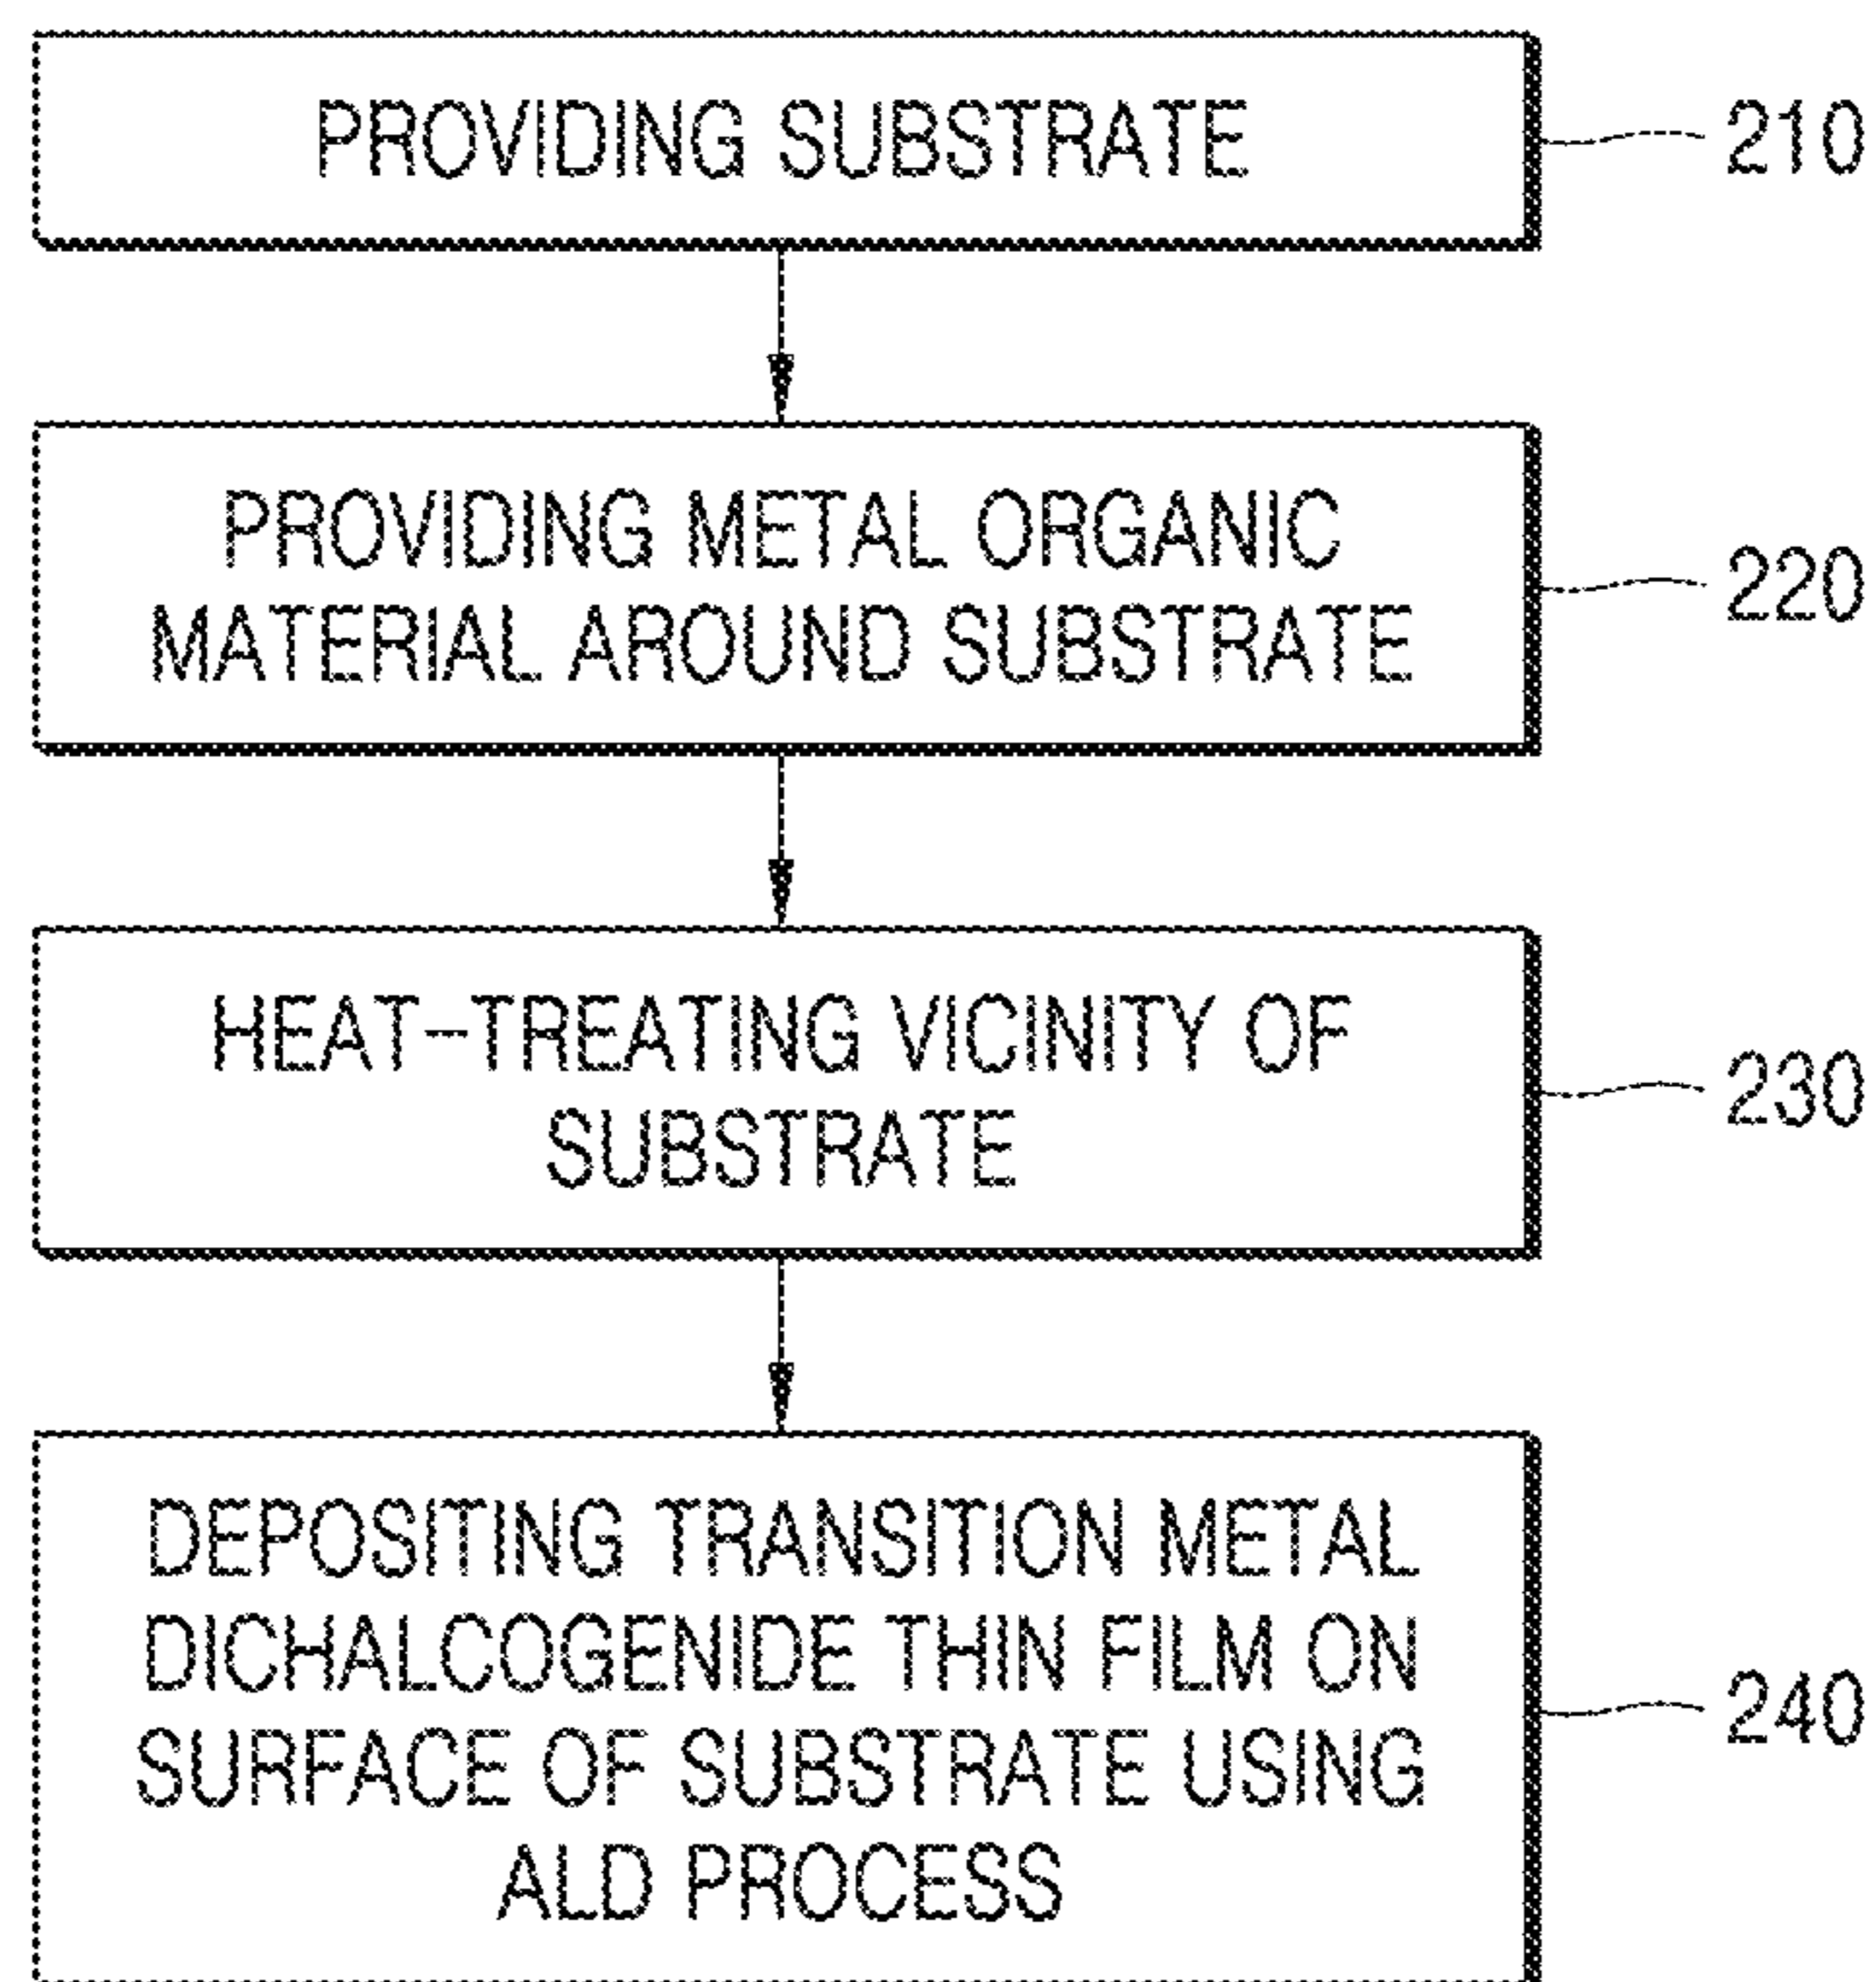 PROVIDING SUBSTRATE
210
PROVIDING METAL ORGANIC
MATERIAL AROUND SUBSTRATE
220
HEAT-TREATING VICINITY OF
SUBSTRATE
230
DEPOSITING TRANSITION METAL
DICHALCOGENIDE THIN FILM ON
SURFACE OF SUBSTRATE USING
ALD PROCESS
240